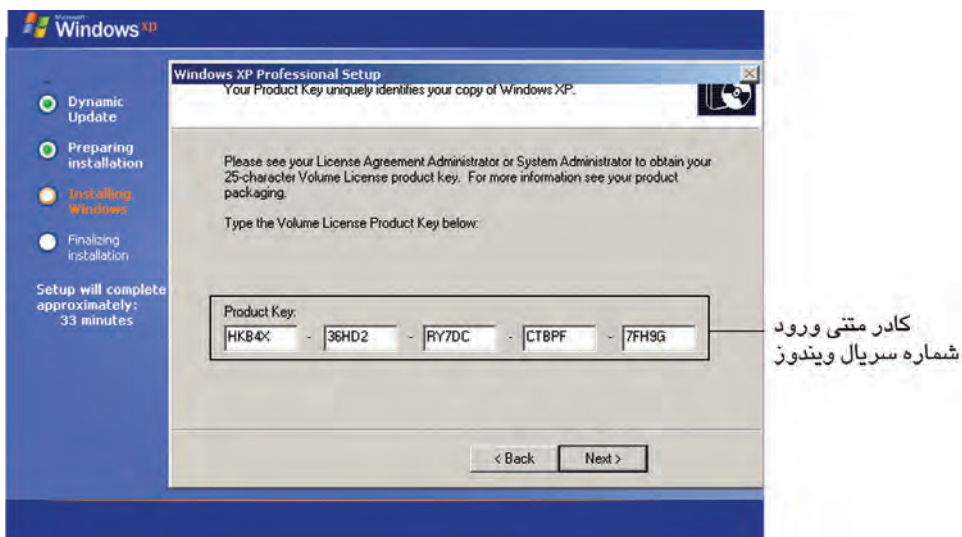 Microsoft
Windows xp
Windows XP Professional Setup
Your Product Key uniquely identifies your copy of Windows XP.
Dynamic
Update
Preparing
installation
Installing
Windows
Finalizing
installation
Setup will complete
approximately:
33 minutes
Please see your License Agreement Administrator or System Administrator to obtain your
25-character Volume License product key. For more information see your product
packaging.
Type the Volume License Product Key below:
Product Key:
HKB4X - 36HD2 - RY7DC - CTBPF - 7FH9G
< Back Next >
کادر متنی ورود
شماره سریال ویندوز